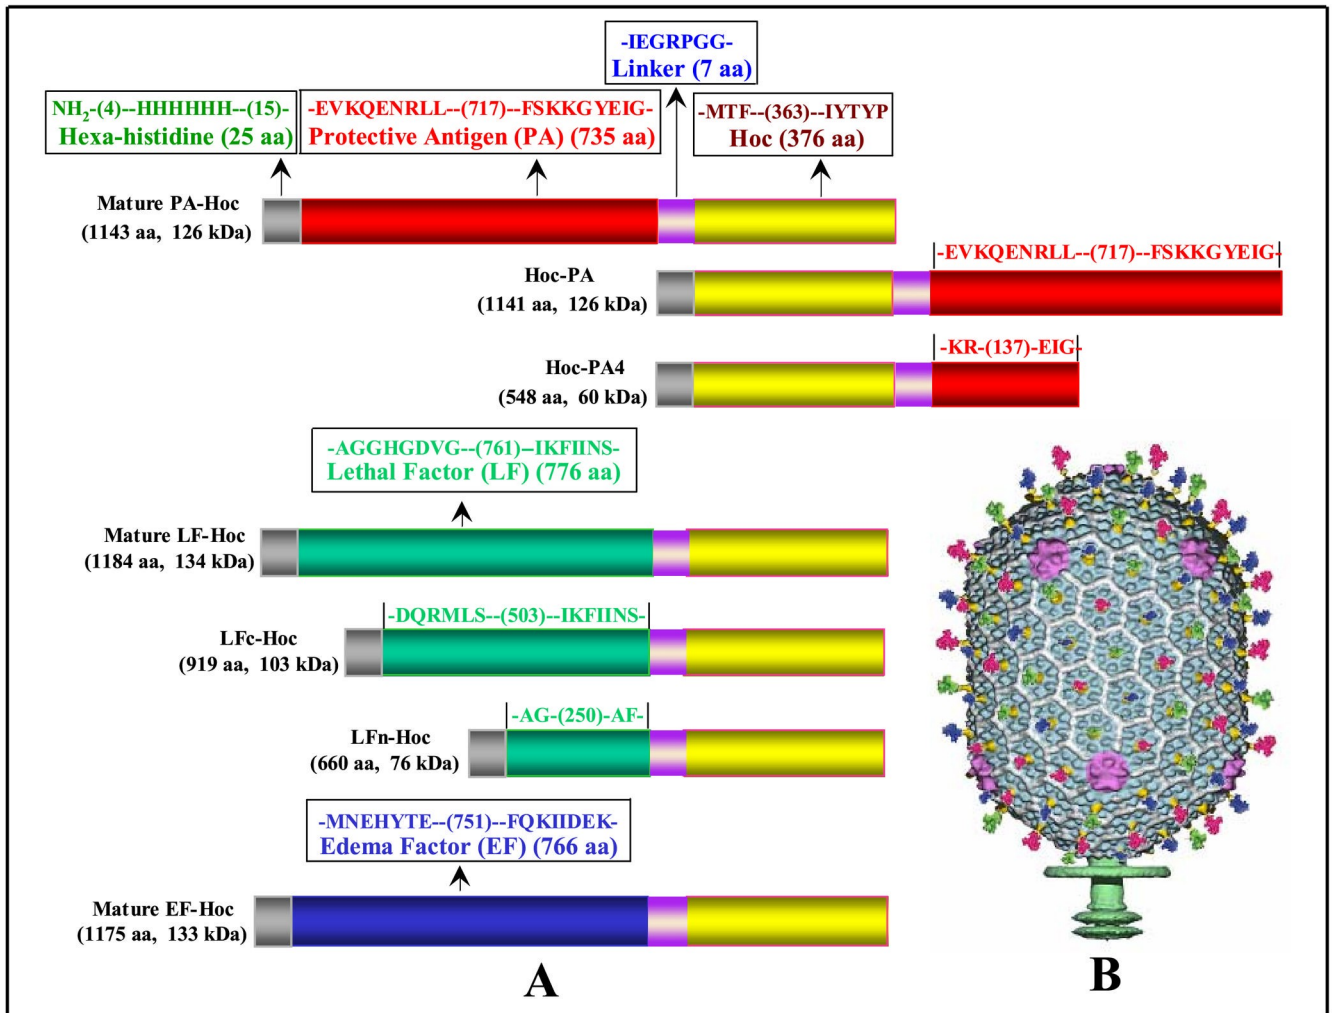 -IEGRPGG-
Linker (7 aa)
NH2-(4)--HHHHHH--(15)-
Hexa-histidine (25 aa)
-EVKQENRLL--(717)--FSKKGYEIG-
Protective Antigen (PA) (735 aa)
-MTF--(363)--IYTYP
Hoc (376 aa)
Mature PA-Hoc
(1143 aa, 126 kDa)
-EVKQENRLL--(717)--FSKKGYEIG-
Hoc-PA
(1141 aa, 126 kDa)
-KR-(137)-EIG-
Hoc-PA4
(548 aa, 60 kDa)
-AGGHGDVG--(761)--IKFIINS-
Lethal Factor (LF) (776 aa)
Mature LF-Hoc
(1184 aa, 134 kDa)
-DQRMLS--(503)--IKFIINS-
LFc-Hoc
(919 aa, 103 kDa)
-AG-(250)-AF-
LFn-Hoc
(660 aa, 76 kDa)
-MNEHYTE--(751)--FQKIIDEK-
Edema Factor (EF) (766 aa)
Mature EF-Hoc
(1175 aa, 133 kDa)
A
B